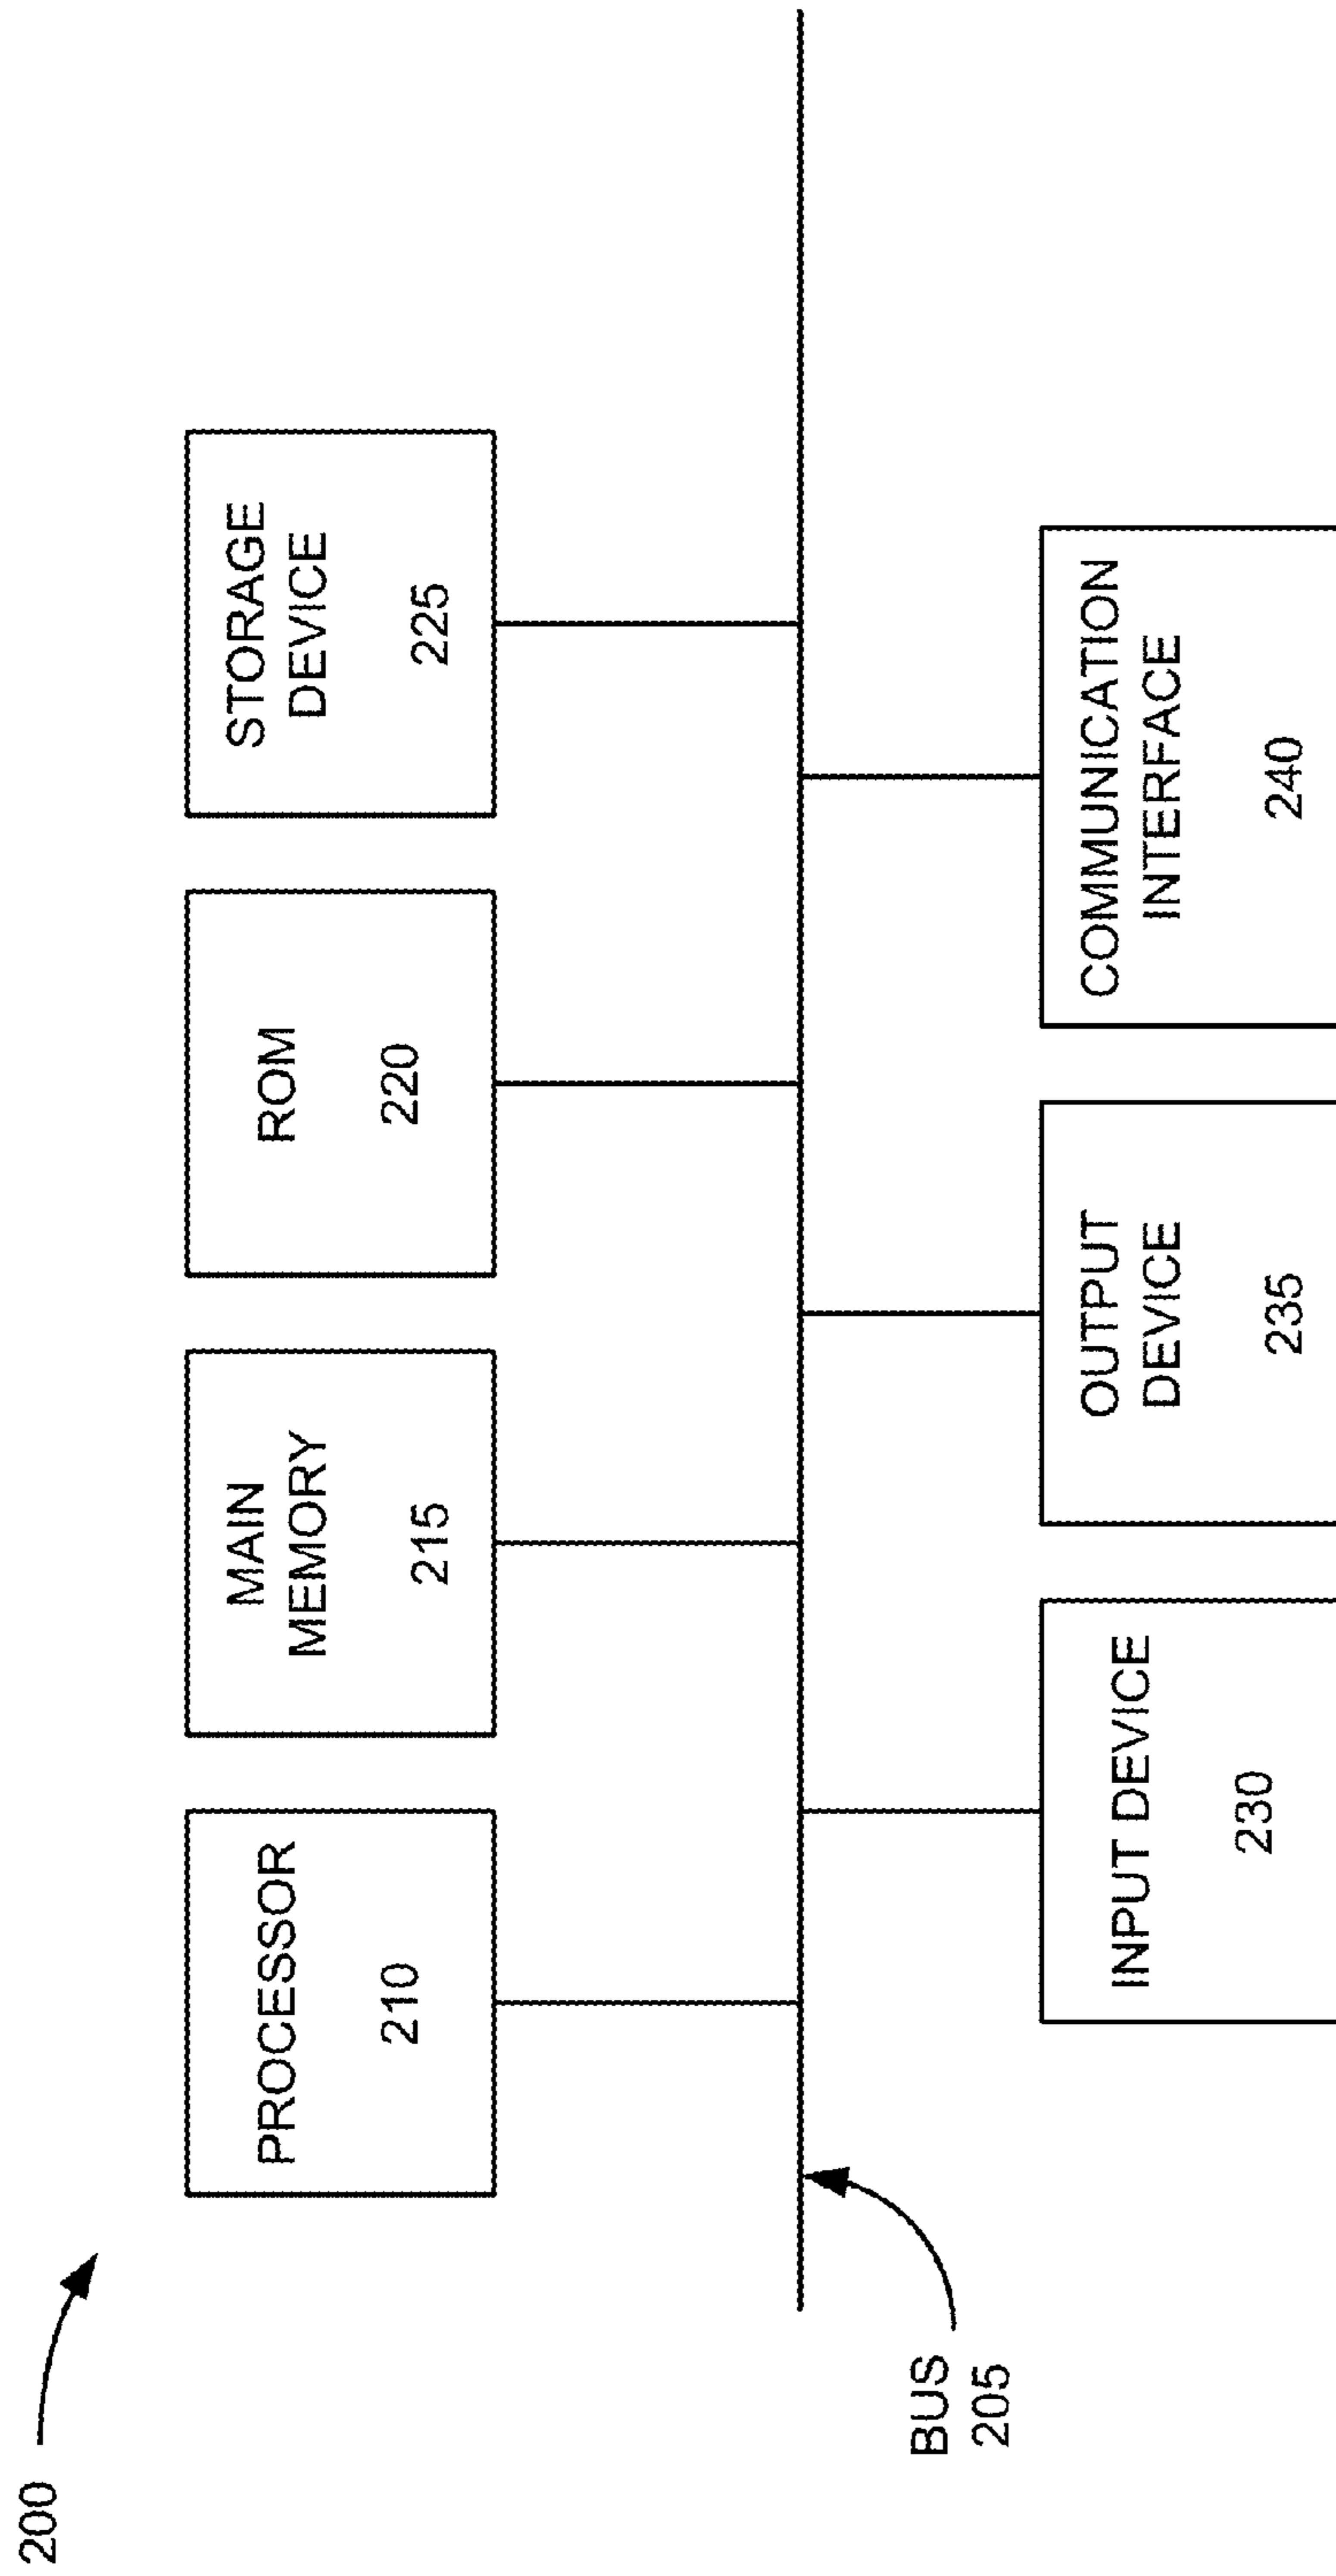 200
PROCESSOR
210
MAIN
MEMORY
215
ROM
220
STORAGE
DEVICE
225
BUS
205
INPUT DEVICE
230
OUTPUT
DEVICE
235
COMMUNICATION
INTERFACE
240